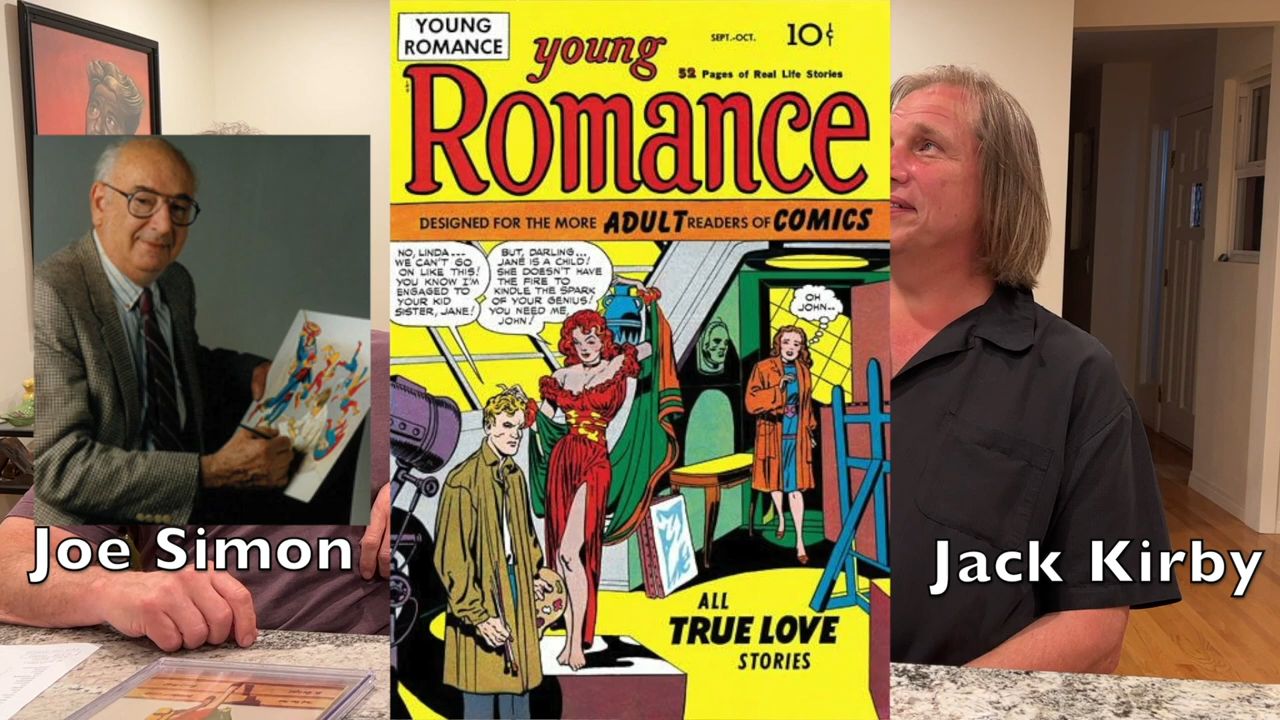 YOUNG
ROMANCE
young
SEPT.-OCT. 10¢
52 Pages of Real Life Stories
Romance
DESIGNED FOR THE MORE ADULT READERS OF COMICS
NO, LINDA---
WE CAN'T GO
ON LIKE THIS!
YOU KNOW I'M
ENGAGED TO
YOUR KID
SISTER, JANE!
BUT, DARLING...
JANE IS A CHILD!
SHE DOESN'T HAVE
THE FIRE TO
KINDLE THE SPARK
OF YOUR GENIUS!
YOU NEED ME,
JOHN!
OH
JOHN--
ALL
TRUE LOVE
STORIES
Joe Simon
Jack Kirby